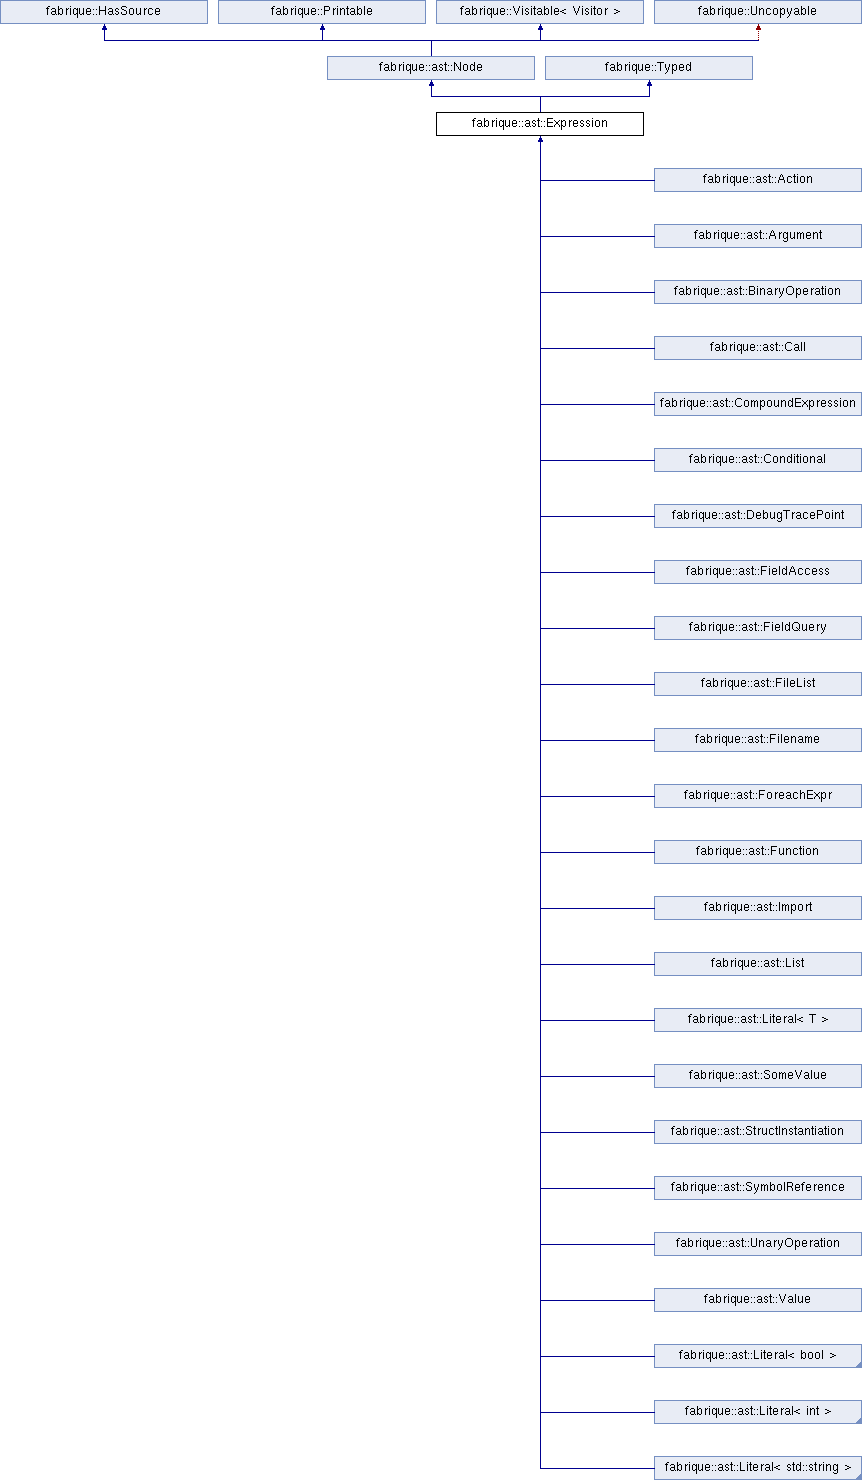 fabrique::HasSource
fabrique::Printable
fabrique::Visitable< Visitor >
fabrique::Uncopyable
fabrique::ast::Node
fabrique::Typed
fabrique::ast::Expression
fabrique::ast::Action
fabrique::ast::Argument
fabrique::ast::BinaryOperation
fabrique::ast::Call
fabrique::ast::CompoundExpression
fabrique::ast::Conditional
fabrique::ast::DebugTracePoint
fabrique::ast::FieldAccess
fabrique::ast::FieldQuery
fabrique::ast::FileList
fabrique::ast::Filename
fabrique::ast::ForeachExpr
fabrique::ast::Function
fabrique::ast::Import
fabrique::ast::List
fabrique::ast::Literal< T >
fabrique::ast::SomeValue
fabrique::ast::StructInstantiation
fabrique::ast::SymbolReference
fabrique::ast::UnaryOperation
fabrique::ast::Value
fabrique::ast::Literal< bool >
fabrique::ast::Literal< int >
fabrique::ast::Literal< std::string >